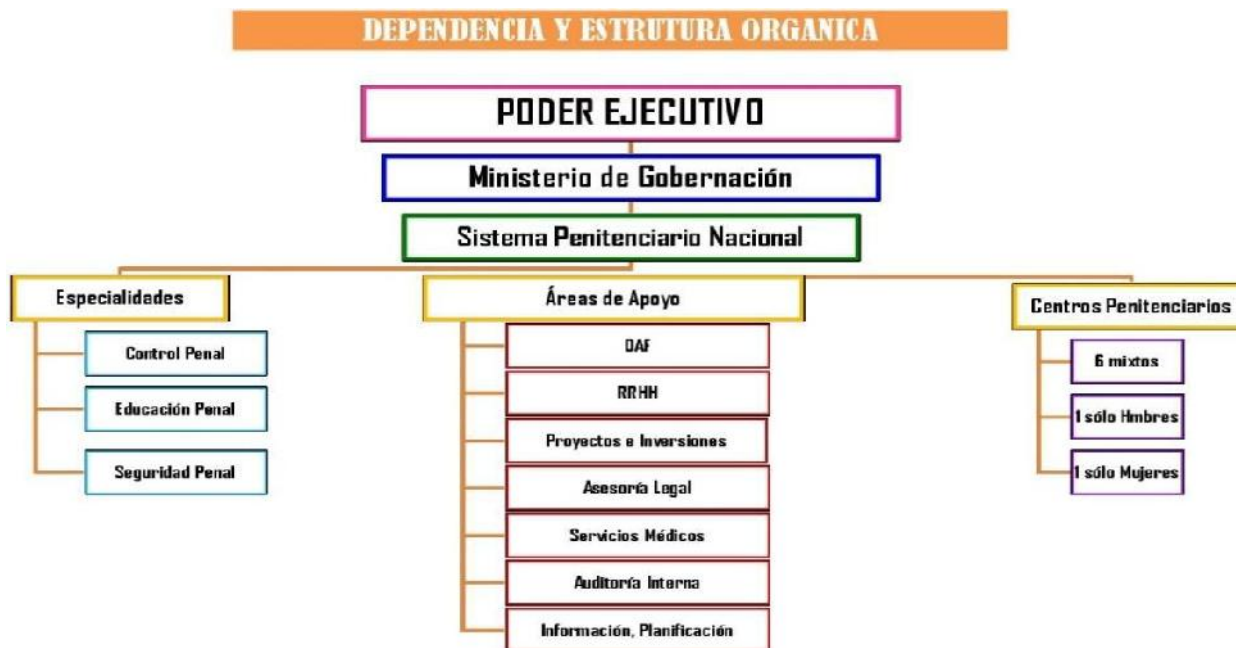 DEPENDENCIA Y ESTRUTURA ORGANICA
PODER EJECUTIVO
Ministerio de Gobernación
Sistema Penitenciario Nacional
Especialidades
Control Penal
Educación Penal
Seguridad Penal
Áreas de Apoyo
DAF
RRHH
Proyectos e Inversiones
Asesoría Legal
Servicios Médicos
Auditoría Interna
Información, Planificación
Centros Penitenciarios
6 mixtos
1 sólo Hmbres
1 sólo Mujeres